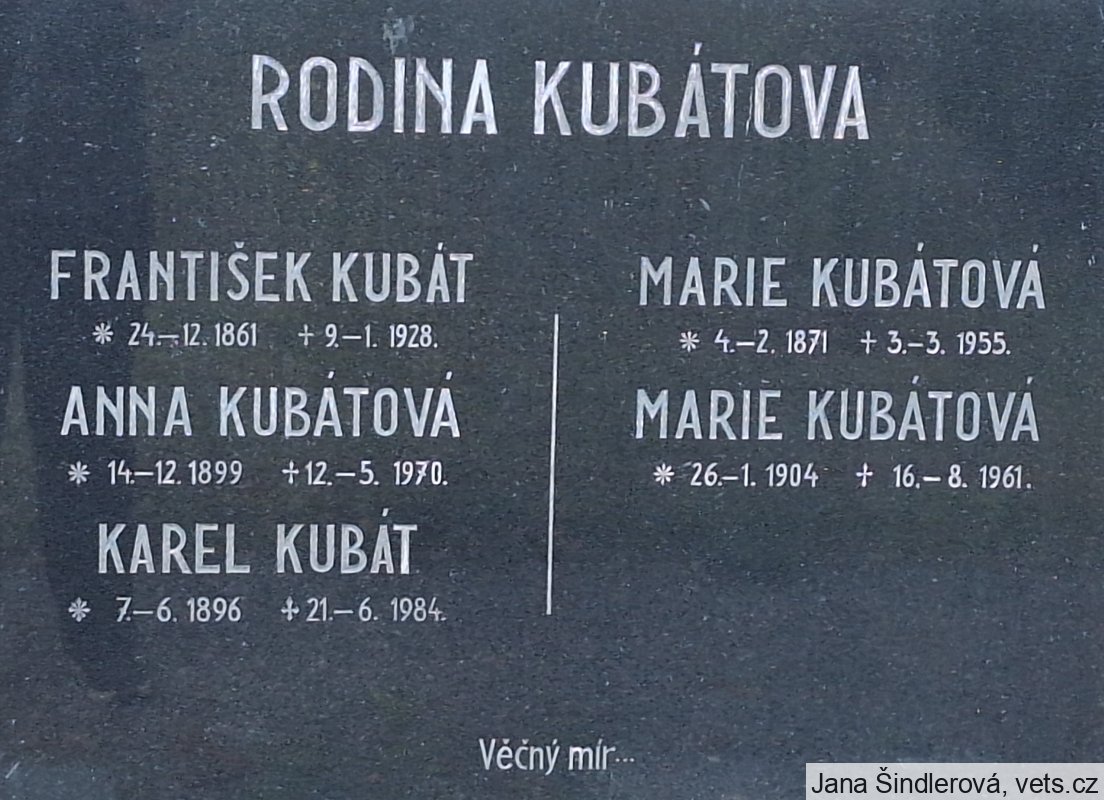 RODINA KUBÁTOVA
FRANTIŠEK KUBÁT
* 24.–12. 1861 + 9.–1. 1928.
ANNA KUBÁTOVÁ
* 14.–12. 1899 + 12.–5. 1970.
KAREL KUBÁT
* 7.–6. 1896 + 21.–6. 1984.
MARIE KUBÁTOVÁ
* 4.–2. 1871 + 3.–3. 1955.
MARIE KUBÁTOVÁ
* 26.–1. 1904 + 16.–8. 1961.
Věčný mír...
Jana Šindlerová, vets.cz